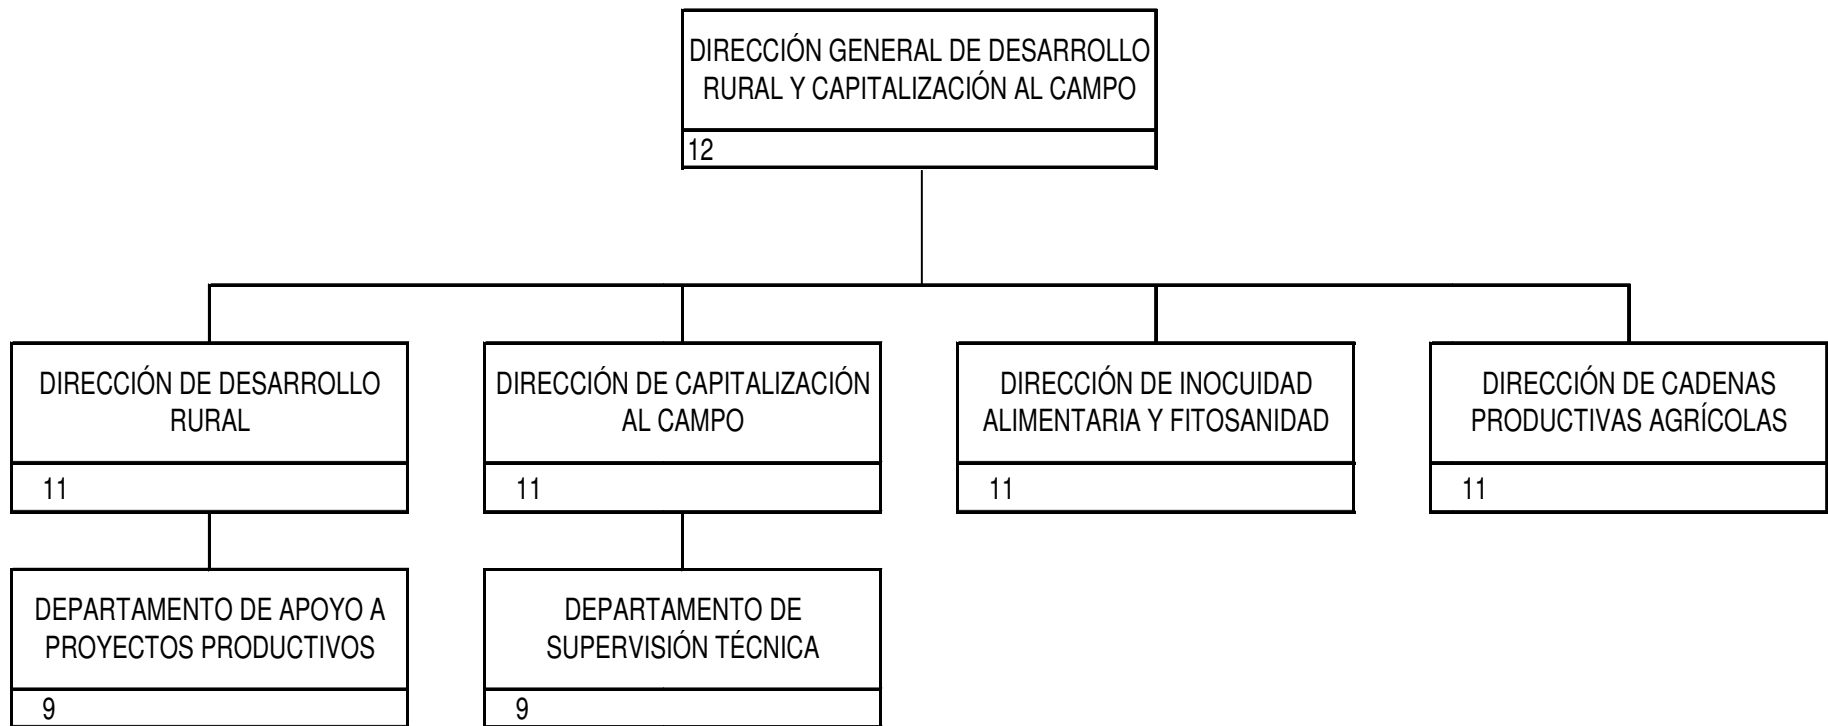 DIRECCIÓN GENERAL DE DESARROLLO
RURAL Y CAPITALIZACIÓN AL CAMPO
12
DIRECCIÓN DE DESARROLLO
RURAL
11
DIRECCIÓN DE CAPITALIZACIÓN
AL CAMPO
11
DIRECCIÓN DE INOCUIDAD
ALIMENTARIA Y FITOSANIDAD
11
DIRECCIÓN DE CADENAS
PRODUCTIVAS AGRÍCOLAS
11
DEPARTAMENTO DE APOYO A
PROYECTOS PRODUCTIVOS
9
DEPARTAMENTO DE
SUPERVISIÓN TÉCNICA
9